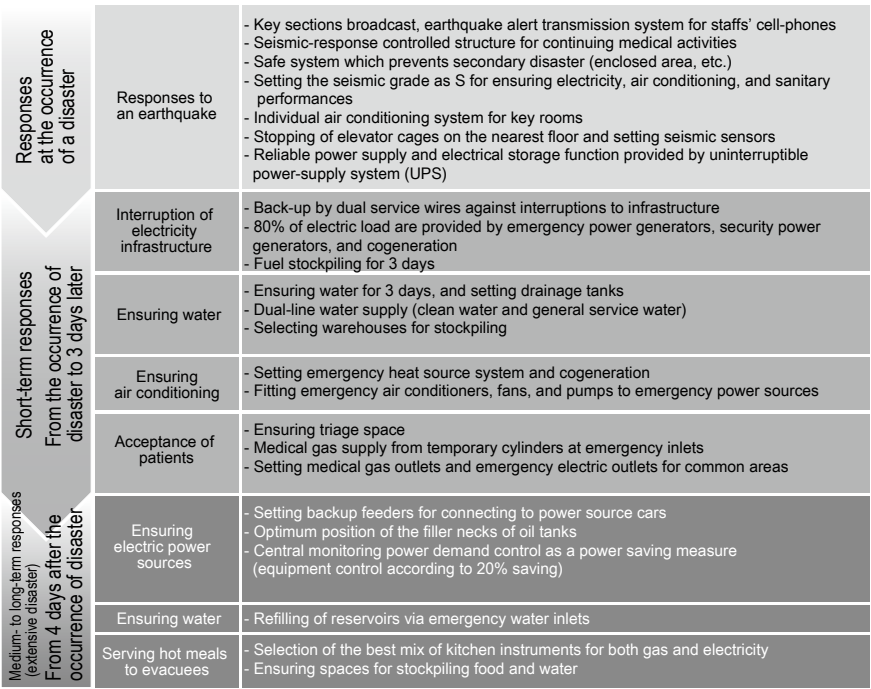 Responses
at the occurrence
of a disaster
Responses to
an earthquake
- Key sections broadcast, earthquake alert transmission system for staffs' cell-phones
- Seismic-response controlled structure for continuing medical activities
- Safe system which prevents secondary disaster (enclosed area, etc.)
- Setting the seismic grade as S for ensuring electricity, air conditioning, and sanitary
performances
- Individual air conditioning system for key rooms
- Stopping of elevator cages on the nearest floor and setting seismic sensors
- Reliable power supply and electrical storage function provided by uninterruptible
power-supply system (UPS)
Short-term responses
From the occurrence of
disaster to 3 days later
Interruption of
electricity
infrastructure
- Back-up by dual service wires against interruptions to infrastructure
- 80% of electric load are provided by emergency power generators, security power
generators, and cogeneration
- Fuel stockpiling for 3 days
Ensuring water
- Ensuring water for 3 days, and setting drainage tanks
- Dual-line water supply (clean water and general service water)
- Selecting warehouses for stockpiling
Ensuring
air conditioning
- Setting emergency heat source system and cogeneration
- Fitting emergency air conditioners, fans, and pumps to emergency power sources
Acceptance of
patients
- Ensuring triage space
- Medical gas supply from temporary cylinders at emergency inlets
- Setting medical gas outlets and emergency electric outlets for common areas
Medium- to long-term responses
(extensive disaster)
From 4 days after the
occurrence of disaster
Ensuring
electric power
sources
- Setting backup feeders for connecting to power source cars
- Optimum position of the filler necks of oil tanks
- Central monitoring power demand control as a power saving measure
(equipment control according to 20% saving)
Ensuring water
- Refilling of reservoirs via emergency water inlets
Serving hot meals
to evacuees
- Selection of the best mix of kitchen instruments for both gas and electricity
- Ensuring spaces for stockpiling food and water